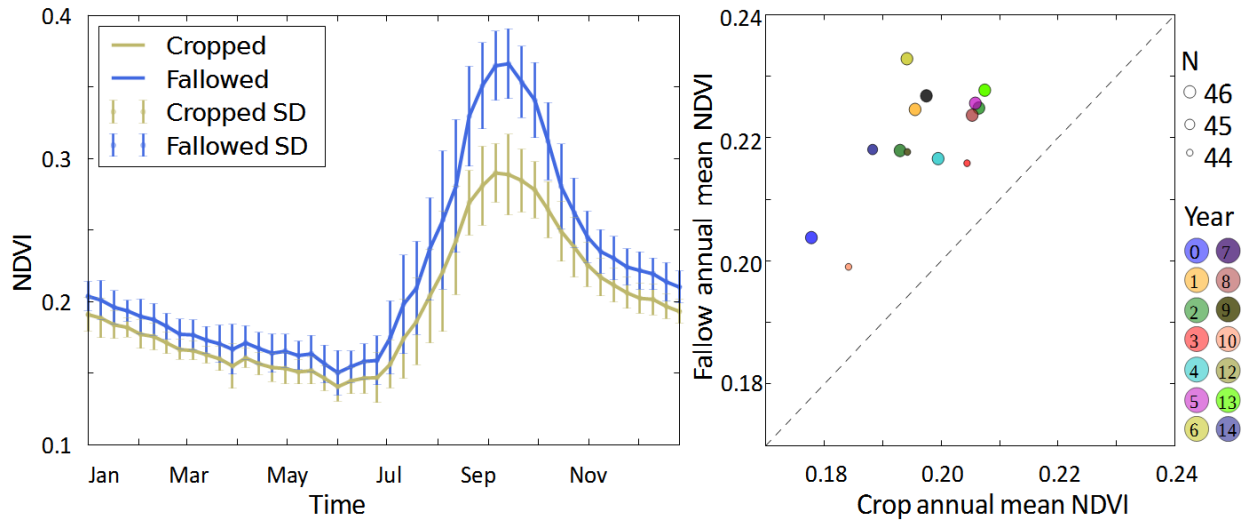 0.4
0.3
0.2
0.1
NDVI
Cropped
Fallowed
Cropped SD
Fallowed SD
Jan Mar May Jul Sep Nov
Time
0.24
0.22
0.20
0.18
Fallow annual mean NDVI
0.18 0.20 0.22 0.24
Crop annual mean NDVI
N
46
45
44
Year
0 7
1 8
2 9
3 10
4 12
5 13
6 14